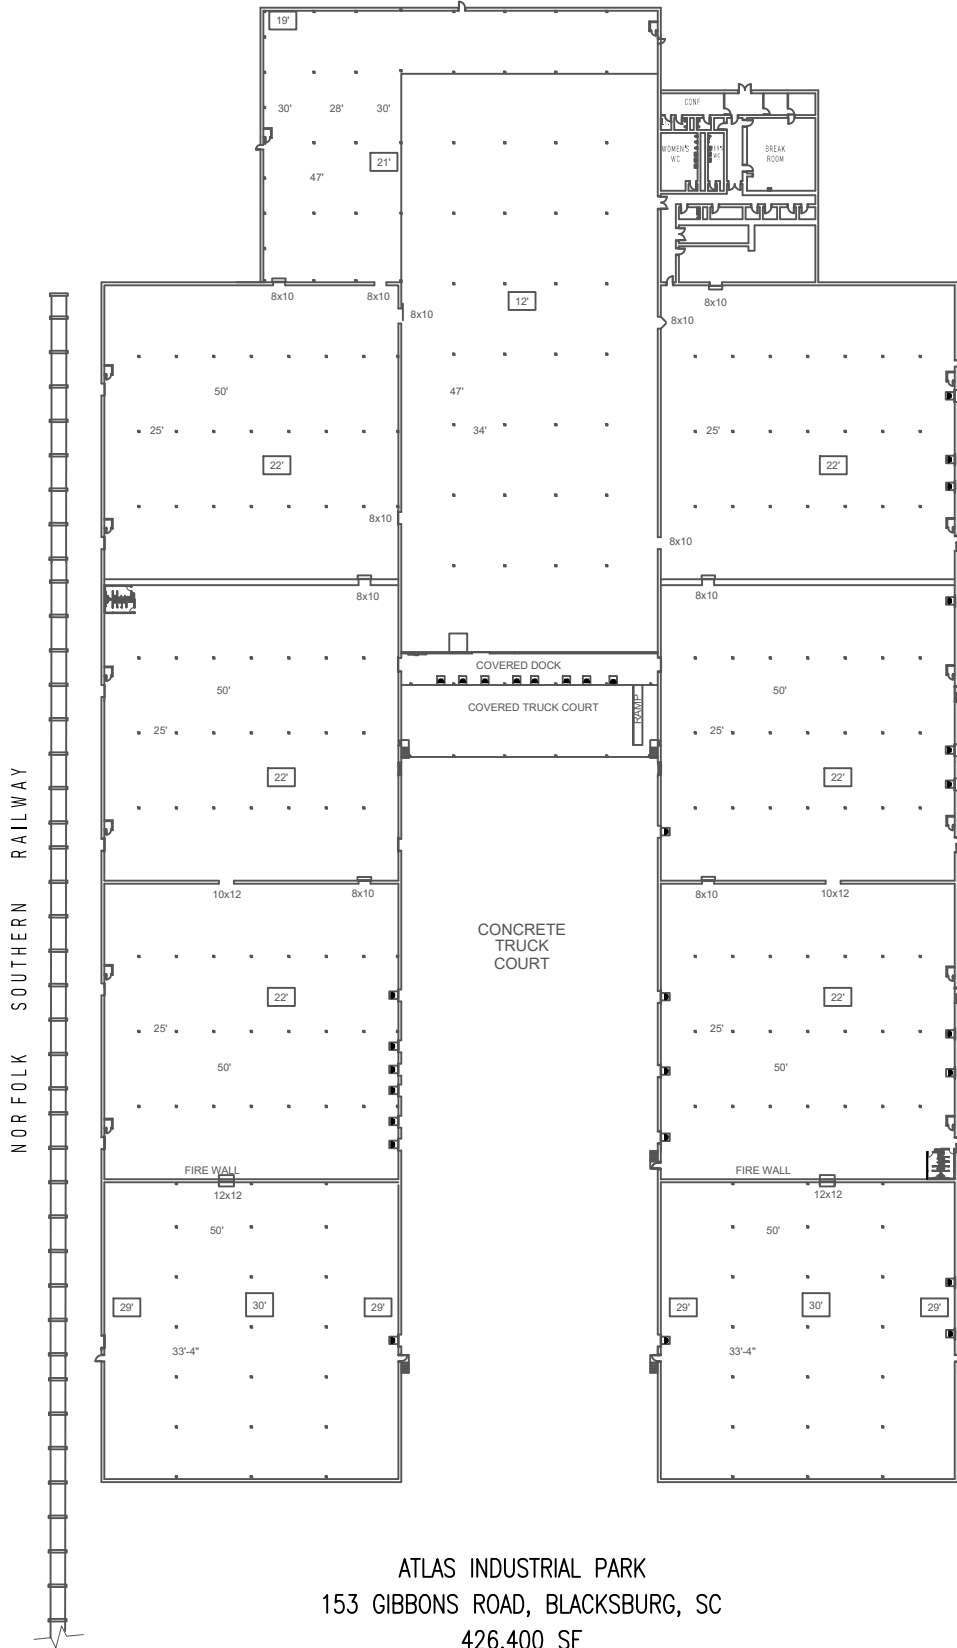 19'
30' 28' 30'
CONF
21'
WOMEN'S
WC
WC
BREAK
ROOM
47'
8x10 8x10
8x10
12'
8x10
8x10
50'
47'
25'
34'
25'
22'
22'
8x10
8x10
8x10
8x10
COVERED DOCK
50'
50'
COVERED TRUCK COURT
RAMP
25'
25'
22'
22'
10x12
8x10
8x10
10x12
CONCRETE
TRUCK
COURT
22'
22'
25'
25'
50'
50'
FIRE WALL
FIRE WALL
12x12
12x12
50'
50'
29'
30'
29'
29'
30'
29'
33'-4"
33'-4"
NORFOLK SOUTHERN RAILWAY
ATLAS INDUSTRIAL PARK
153 GIBBONS ROAD, BLACKSBURG, SC
426,400 SF